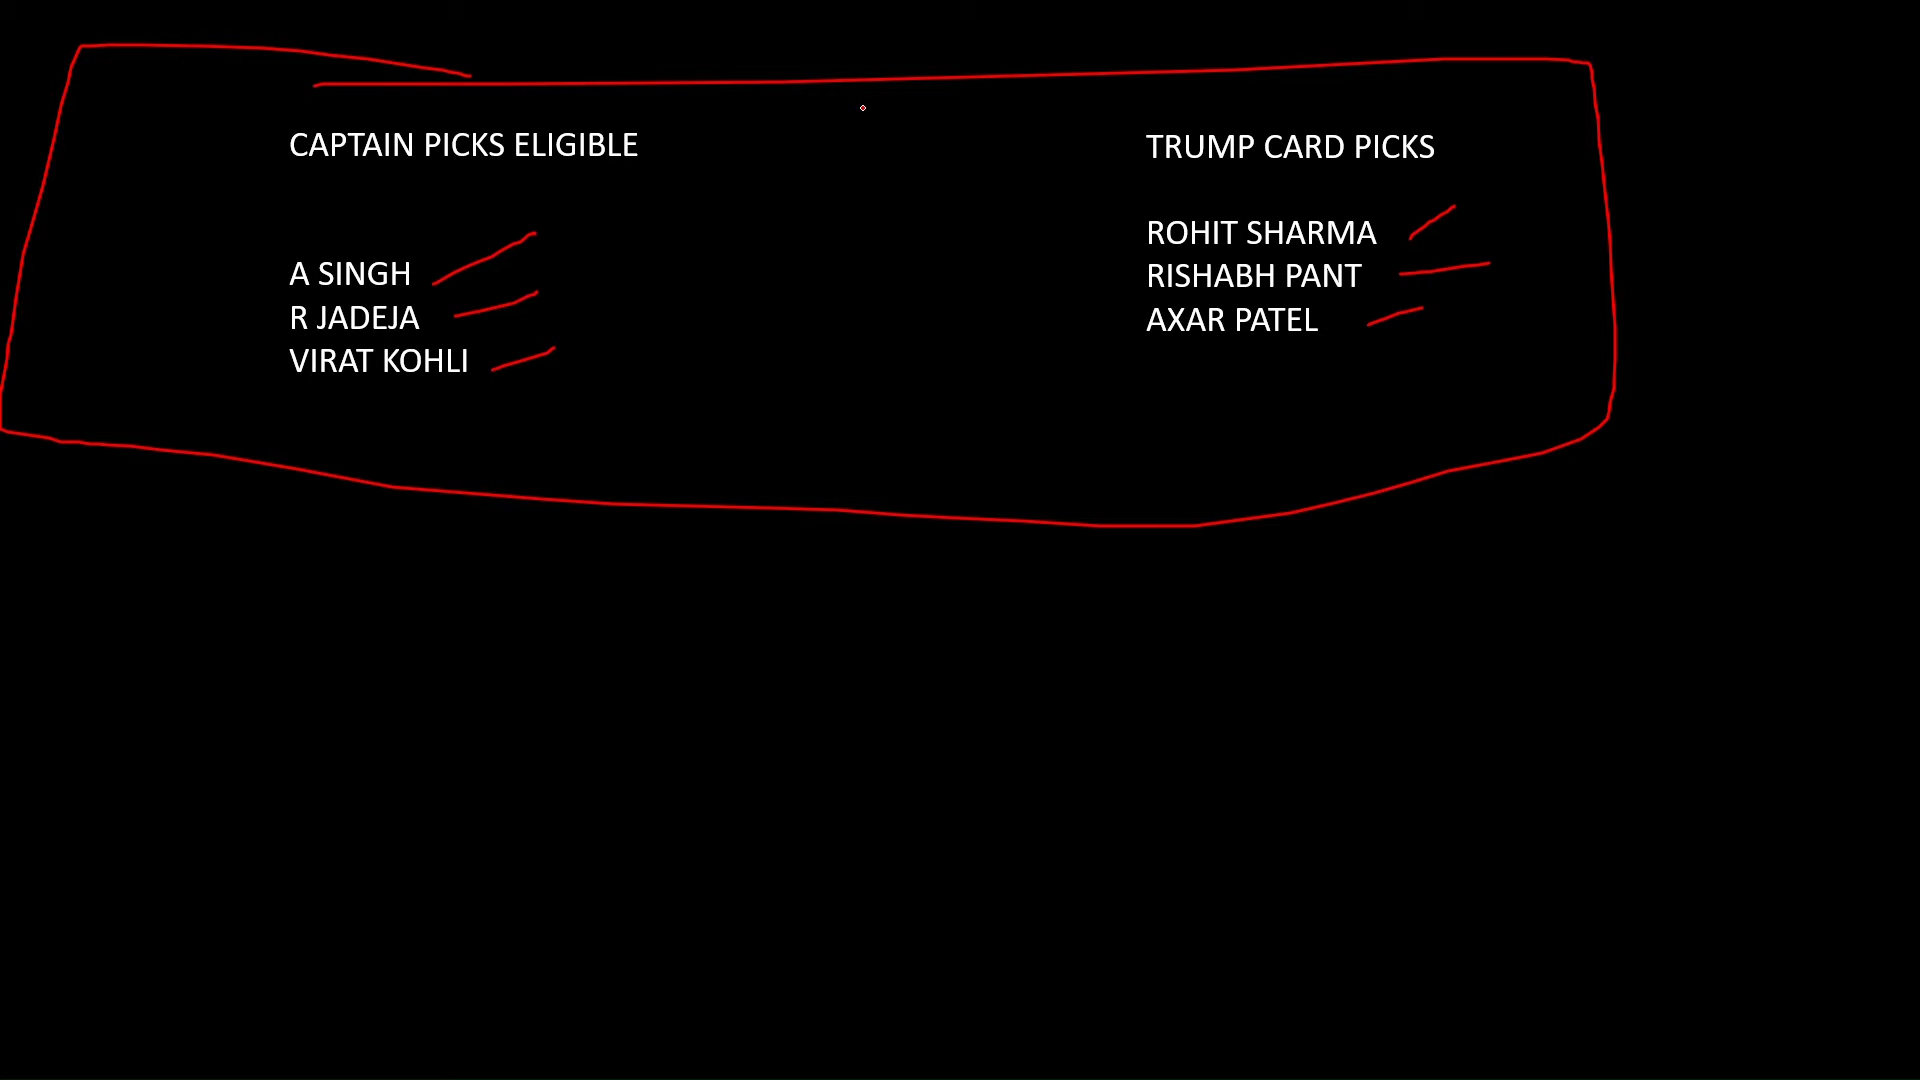 CAPTAIN PICKS ELIGIBLE
A SINGH
R JADEJA
VIRAT KOHLI
TRUMP CARD PICKS
ROHIT SHARMA
RISHABH PANT
AXAR PATEL